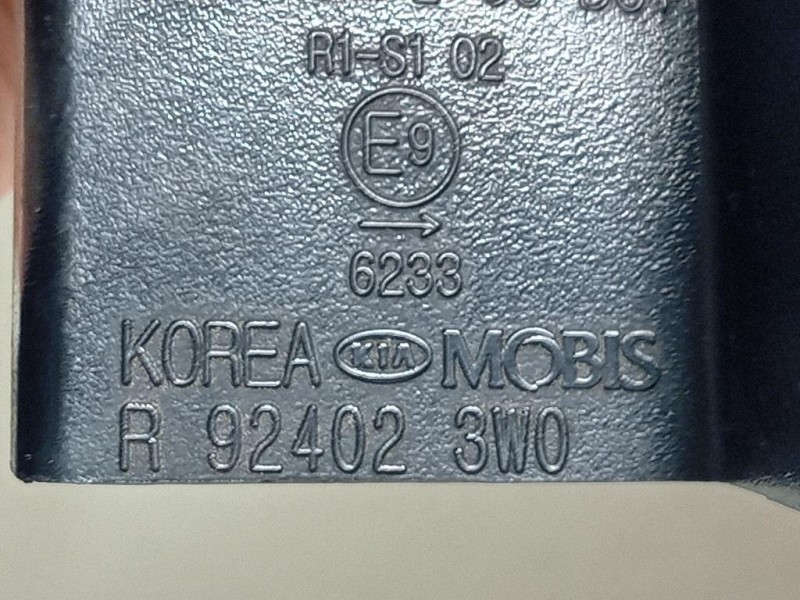 R1-S1 02
E9
→
6233
KOREA KIA MOBIS
R 92402 3W0